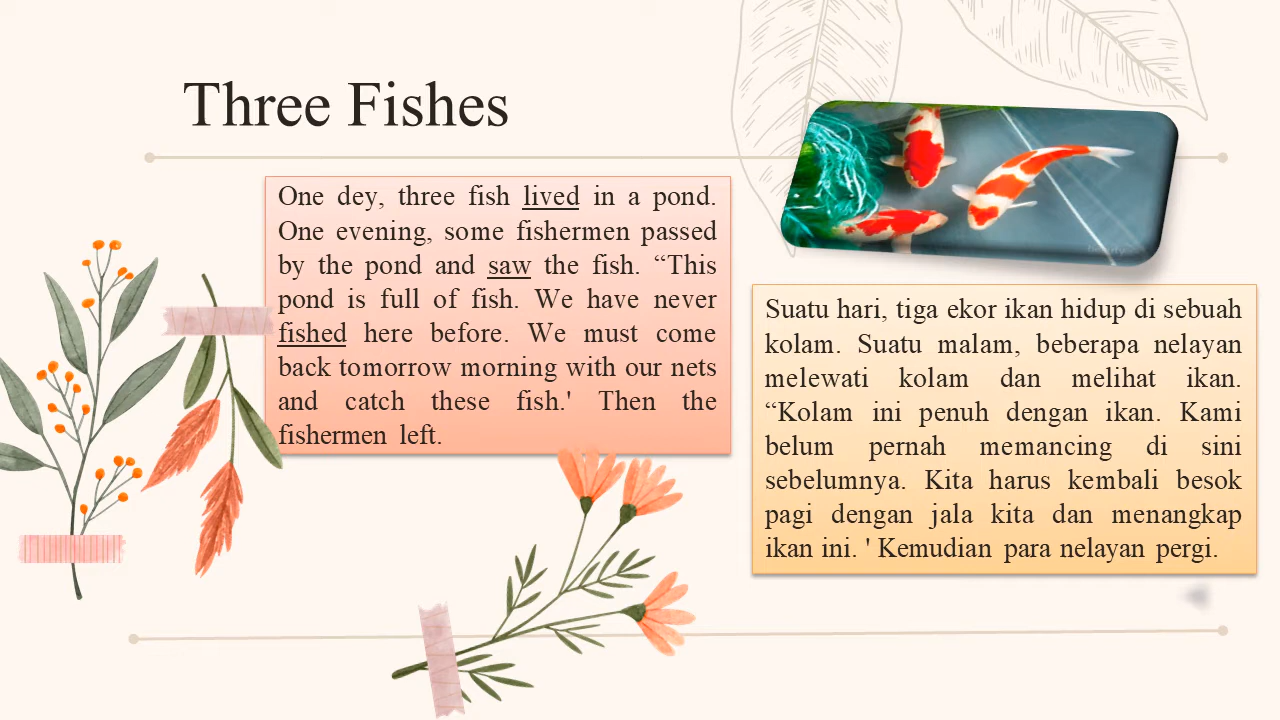 Three Fishes
One dey, three fish lived in a pond.
One evening, some fishermen passed
by the pond and saw the fish. “This
pond is full of fish. We have never
fished here before. We must come
back tomorrow morning with our nets
and catch these fish.' Then the
fishermen left.
Suatu hari, tiga ekor ikan hidup di sebuah
kolam. Suatu malam, beberapa nelayan
melewati kolam dan melihat ikan.
“Kolam ini penuh dengan ikan. Kami
belum pernah memancing di sini
sebelumnya. Kita harus kembali besok
pagi dengan jala kita dan menangkap
ikan ini. ' Kemudian para nelayan pergi.